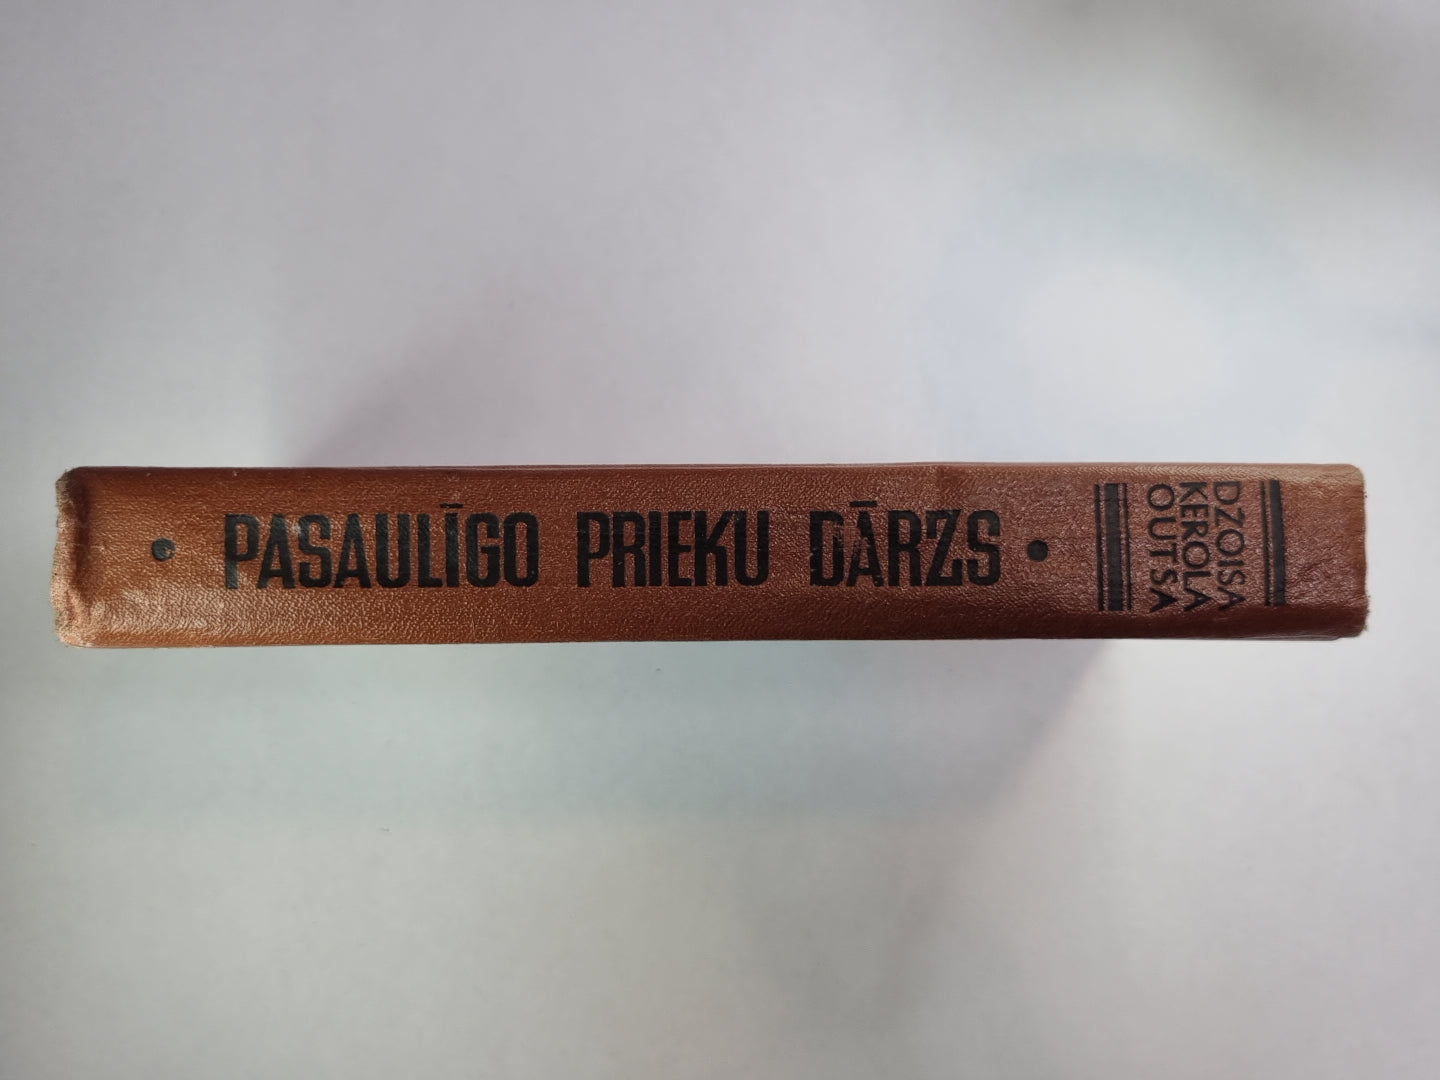 DZOISA
KEROLA
OUTSA
PASAULĪGO PRIEKU DĀRZS